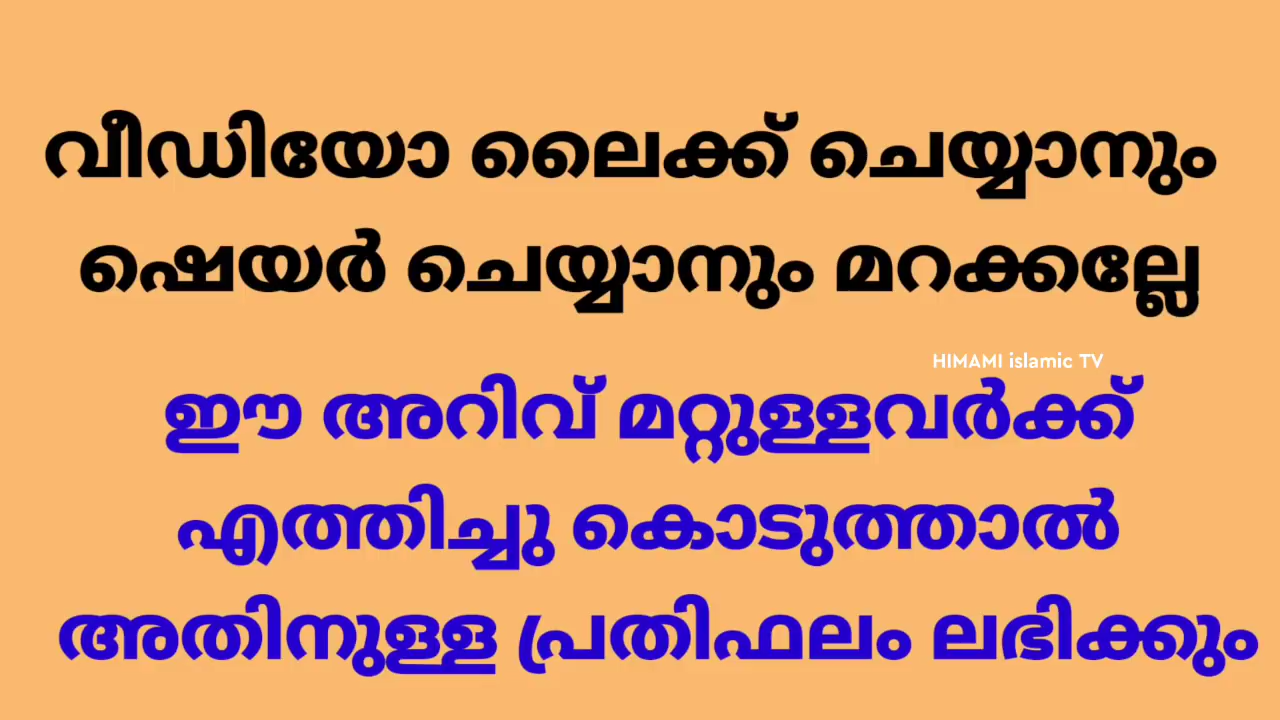 വീഡിയോ ലൈക്ക് ചെയ്യാനും
ഷെയർ ചെയ്യാനും മറക്കല്ലേ
HIMAMI islamic TV
ഈ അറിവ് മറ്റുള്ളവർക്ക്
എത്തിച്ചു കൊടുത്താൽ
അതിനുള്ള പ്രതിഫലം ലഭിക്കും